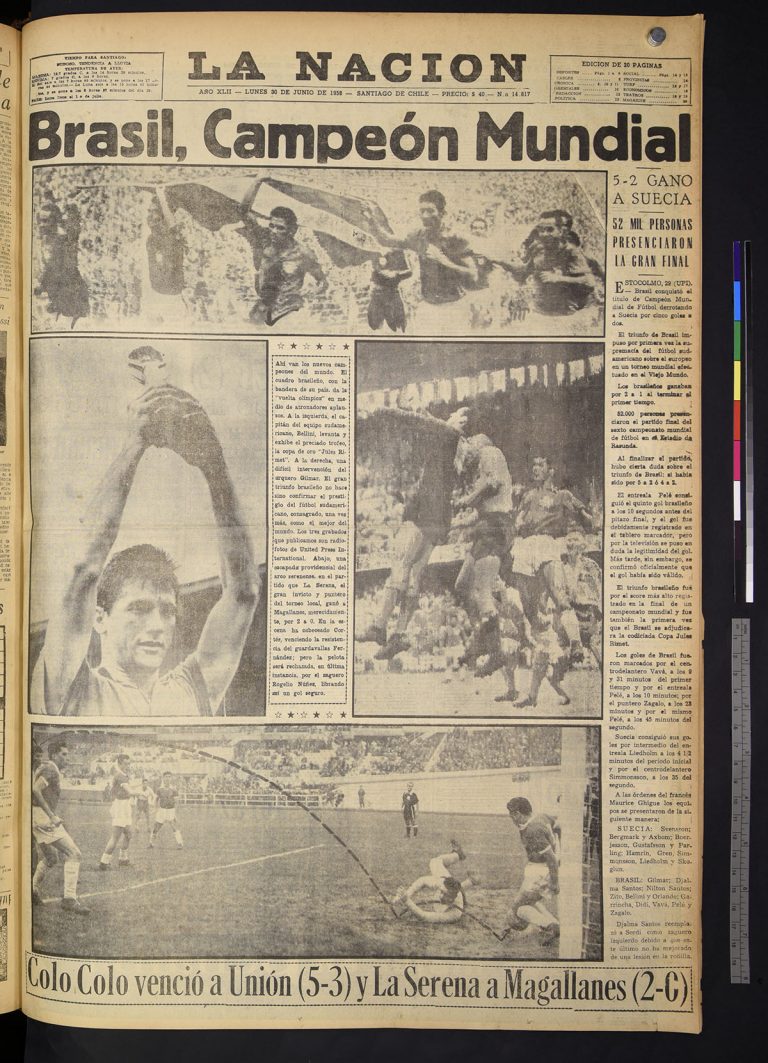 TIEMPO PARA SANTIAGO:
NUBOSO, TENDENCIA A LLUVIA
TEMPERATURA DE AYER:
LA NACION
AÑO XLII — LUNES 30 DE JUNIO DE 1958 — SANTIAGO DE CHILE — PRECIO: $ 40 — N.o 14.817
EDICION DE 20 PAGINAS
Brasil, Campeón Mundial
5-2 GANO
A SUECIA
52 MIL PERSONAS
PRESENCIARON
LA GRAN FINAL
ESTOCOLMO, 29 (UPI).
— Brasil conquistó el
título de Campeón Mun-
dial de Fútbol derrotando
a Suecia por cinco goles a
dos.
El triunfo de Brasil im-
puso por primera vez la su-
premacía del fútbol sud-
americano sobre el europeo
en un torneo mundial efec-
tuado en el Viejo Mundo.
Los brasileños ganaban
por 2 a 1 al terminar el
primer tiempo.
52.000 personas presen-
ciaron el partido final del
sexto campeonato mundial
de fútbol en el Estadio de
Rasunda.
Al finalizar el partido,
hubo cierta duda sobre el
triunfo de Brasil: si había
sido por 5 a 2 ó 4 a 2.
El entreala Pelé consi-
guió el quinto gol brasileño
a los 10 segundos antes del
pitazo final, y el gol fue
debidamente registrado en
el tablero marcador, pero
por la televisión se puso en
duda la legitimidad del gol.
Más tarde, sin embargo, se
confirmó oficialmente que
el gol había sido válido.
El triunfo brasileño fué
por el score más alto regis-
trado en la final de un
campeonato mundial y fue
también la primera vez
que el Brasil se adjudica-
ra la codiciada Copa Jules
Rimet.
Los goles de Brasil fue-
ron marcados por el cen-
trodelantero Vavá, a los 9
y 31 minutos del primer
tiempo y por el entreala
Pelé, a los 10 minutos; por
el puntero Zagalo, a los 23
minutos y por el mismo
Pelé, a los 45 minutos del
segundo.
Suecia consiguió sus go-
les por intermedio del en-
treala Liedholm a los 4 1/2
minutos del período inicial
y por el centrodelantero
Simmonsson, a los 35 del
segundo.
A las órdenes del francés
Maurice Ghigue los equi-
pos se presentaron de la si-
guiente manera:
SUECIA: Svensson;
Bergmark y Axbom; Boer-
jesson, Gustafsson y Par-
ling; Hamrin, Gren, Sim-
monsson, Liedholm y Sko-
glun.
BRASIL: Gilmar; Djal-
ma Santos; Nilton Santos;
Zito, Bellini y Orlando; Ga-
rrincha, Didi, Vavá, Pelé y
Zagalo.
Djalma Santos reempla-
zó a Sordi como zaguero
izquierdo debido a que es-
te último no ha mejorado
de una lesión en la rodilla.
Ahí van los nuevos cam-
peones del mundo. El
cuadro brasileño, con la
bandera de su país, da la
"vuelta olímpica" en me-
dio de atronadores aplau-
sos. A la izquierda, el ca-
pitán del equipo sudame-
ricano, Bellini, levanta y
exhibe el preciado trofeo,
la copa de oro "Jules Ri-
met". A la derecha, una
difícil intervención del
arquero Gilmar. El gran
triunfo brasileño no hace
sino confirmar el presti-
gio del fútbol sudameri-
cano, consagrado, una vez
más, como el mejor del
mundo. Los tres grabados
que publicamos son radio-
fotos de United Press In-
ternational. Abajo, una
escapada providencial del
arco serenense, en el par-
tido que La Serena, el
gran invicto y puntero
del torneo local, ganó a
Magallanes, merecidamen-
te, por 2 a 0. En la es-
cena ha cabeceado Cor-
tés, venciendo la resisten-
cia del guardavallas Fer-
nández; pero la pelota
será rechazada, en última
instancia, por el zaguero
Rogelio Núñez, librando
así un gol seguro.
Colo Colo venció a Unión (5-3) y La Serena a Magallanes (2-0)